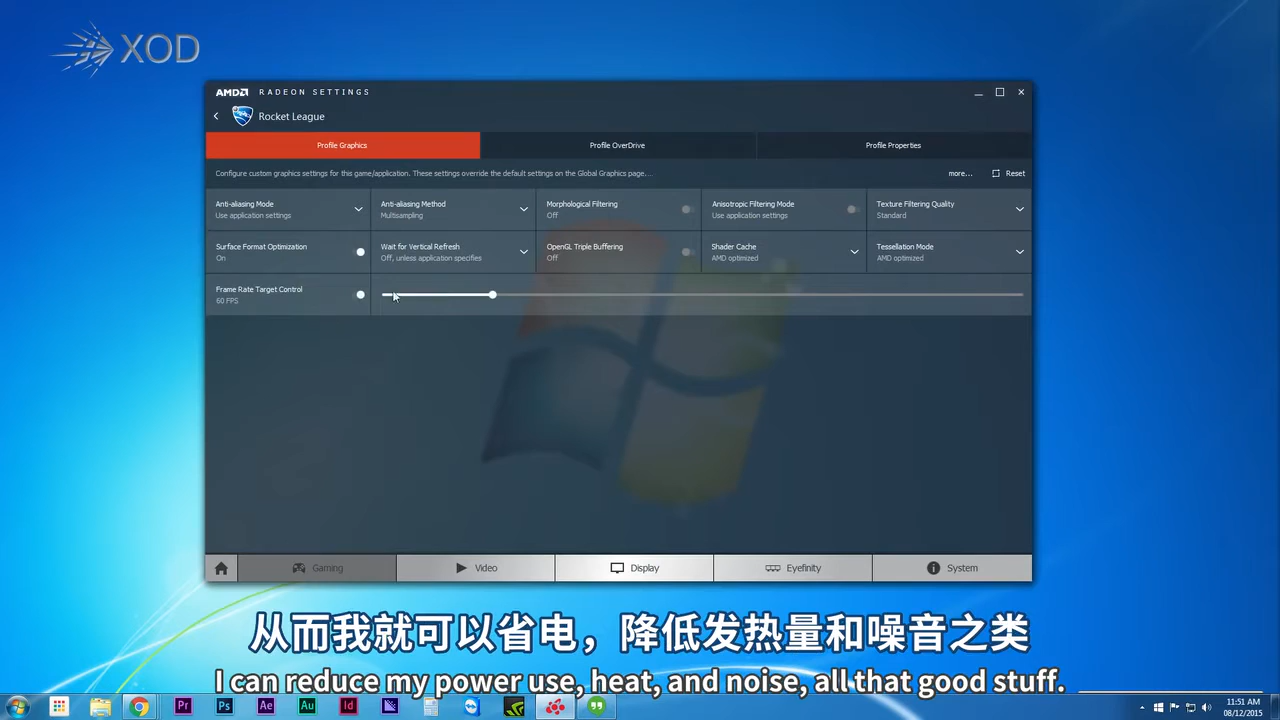 XOD
AMD RADEON SETTINGS
Rocket League
Profile Graphics
Profile OverDrive
Profile Properties
Configure custom graphics settings for this game/application. These settings override the default settings on the Global Graphics page....
more...
Reset
Anti-aliasing Mode
Use application settings
Anti-aliasing Method
Multisampling
Morphological Filtering
Off
Anisotropic Filtering Mode
Use application settings
Texture Filtering Quality
Standard
Surface Format Optimization
On
Wait for Vertical Refresh
Off, unless application specifies
OpenGL Triple Buffering
Off
Shader Cache
AMD optimized
Tessellation Mode
AMD optimized
Frame Rate Target Control
60 FPS
Gaming
Video
Display
Eyefinity
System
从而我就可以省电，降低发热量和噪音之类
I can reduce my power use, heat, and noise, all that good stuff.
Pr
Ps
Ae
Au
Id
11:51 AM
08/12/2015